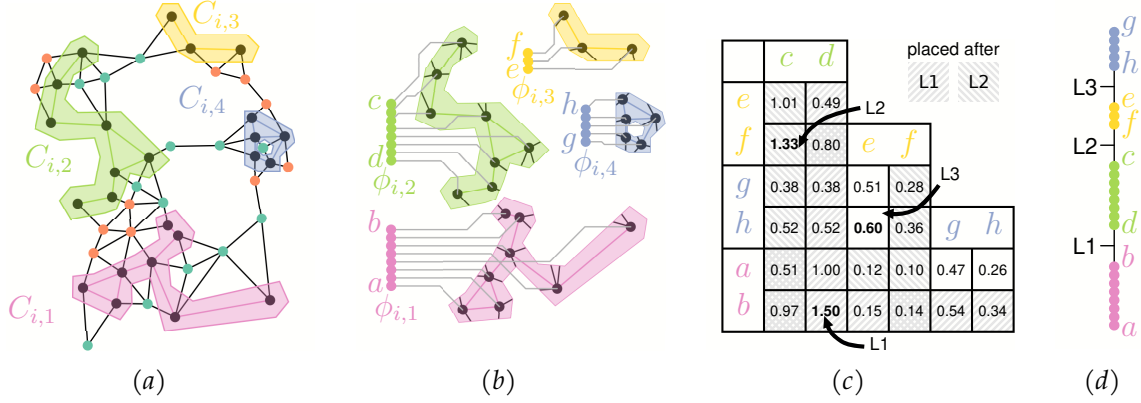 C_{i,3}
C_{i,4}
C_{i,2}
C_{i,1}
(a)
f
e
ϕ_{i,3}
c
d
ϕ_{i,2}
h
g
ϕ_{i,4}
b
a
ϕ_{i,1}
(b)
placed after
L1 L2
c d
e 1.01 0.49
L2
f 1.33 0.80 e f
g 0.38 0.38 0.51 0.28
L3
h 0.52 0.52 0.60 0.36 g h
a 0.51 1.00 0.12 0.10 0.47 0.26
b 0.97 1.50 0.15 0.14 0.54 0.34
L1
(c)
g
h
L3
e
f
L2
c
d
L1
b
a
(d)